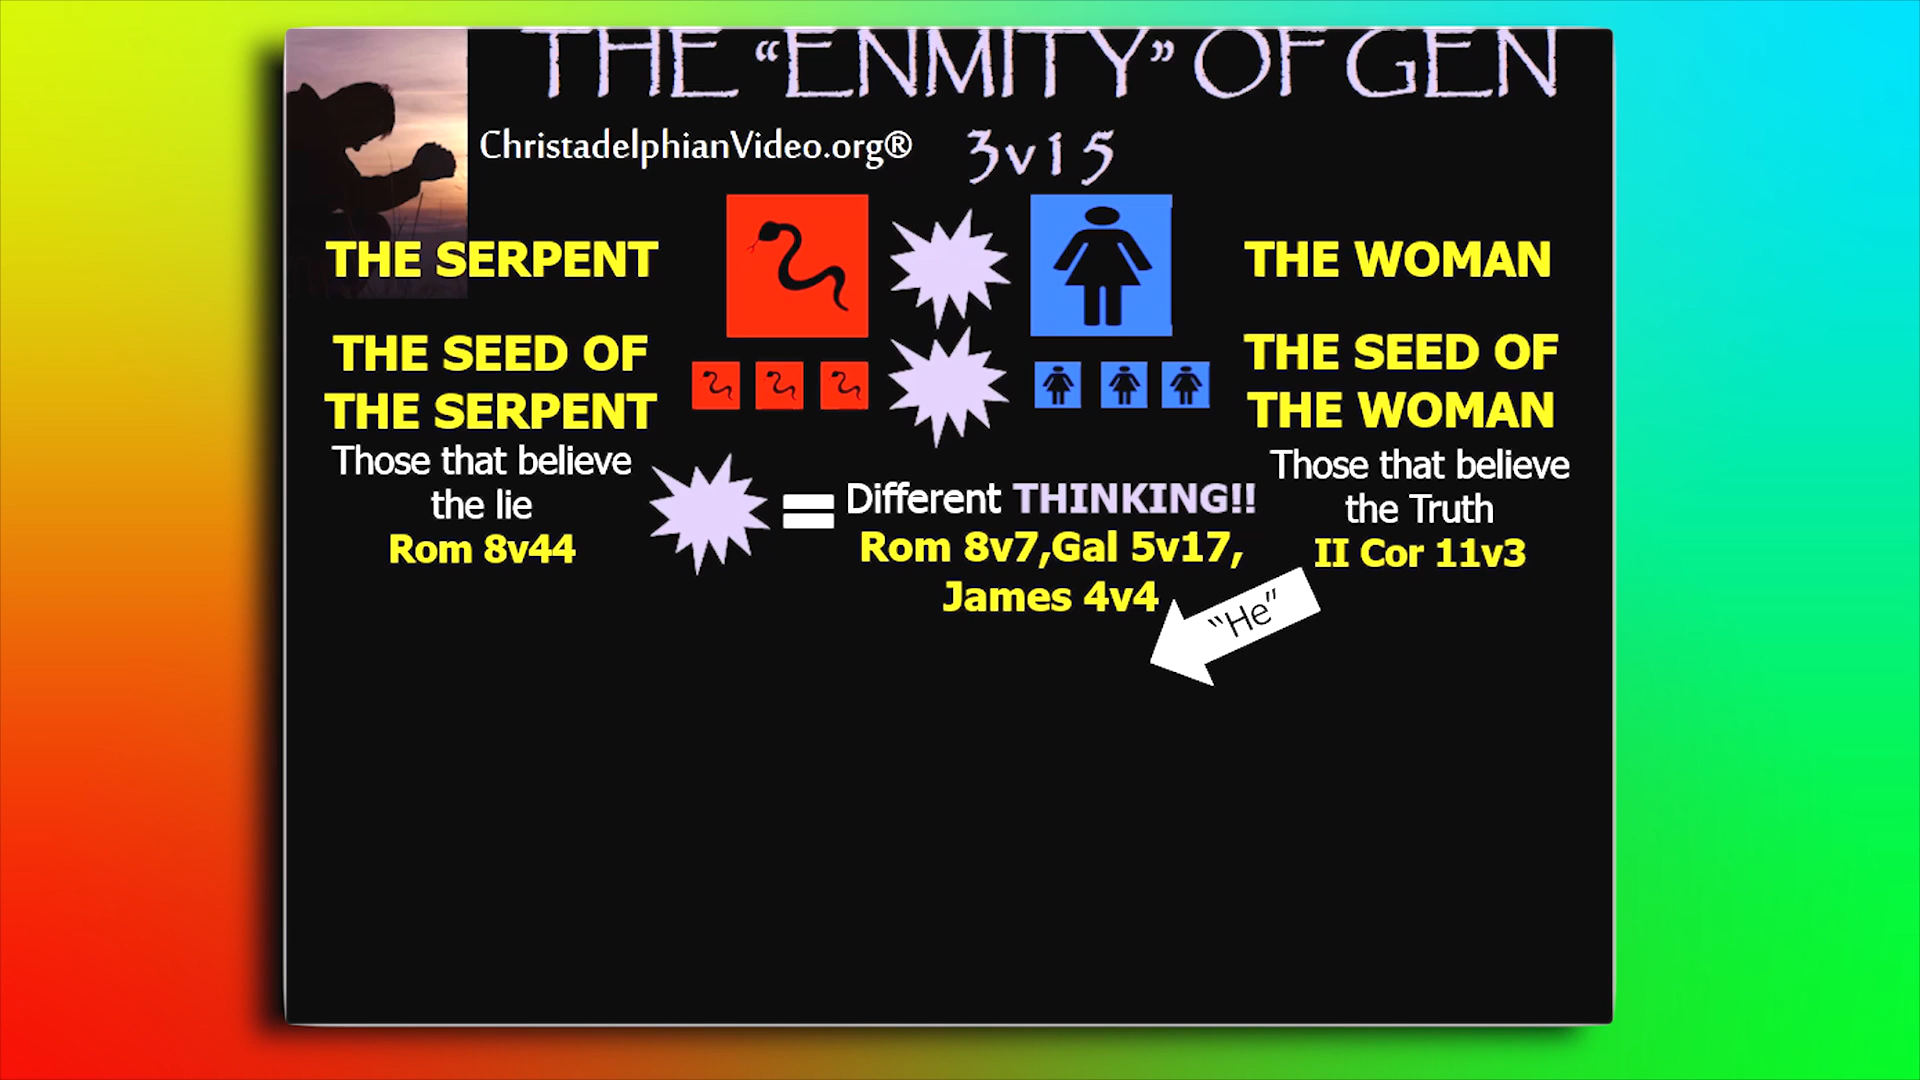 THE “ENMITY” OF GEN
3v15
ChristadelphianVideo.org®
THE SERPENT
THE WOMAN
THE SEED OF
THE SERPENT
Those that believe
the lie
Rom 8v44
THE SEED OF
THE WOMAN
Those that believe
the Truth
II Cor 11v3
= Different THINKING!!
Rom 8v7,Gal 5v17,
James 4v4
“He”